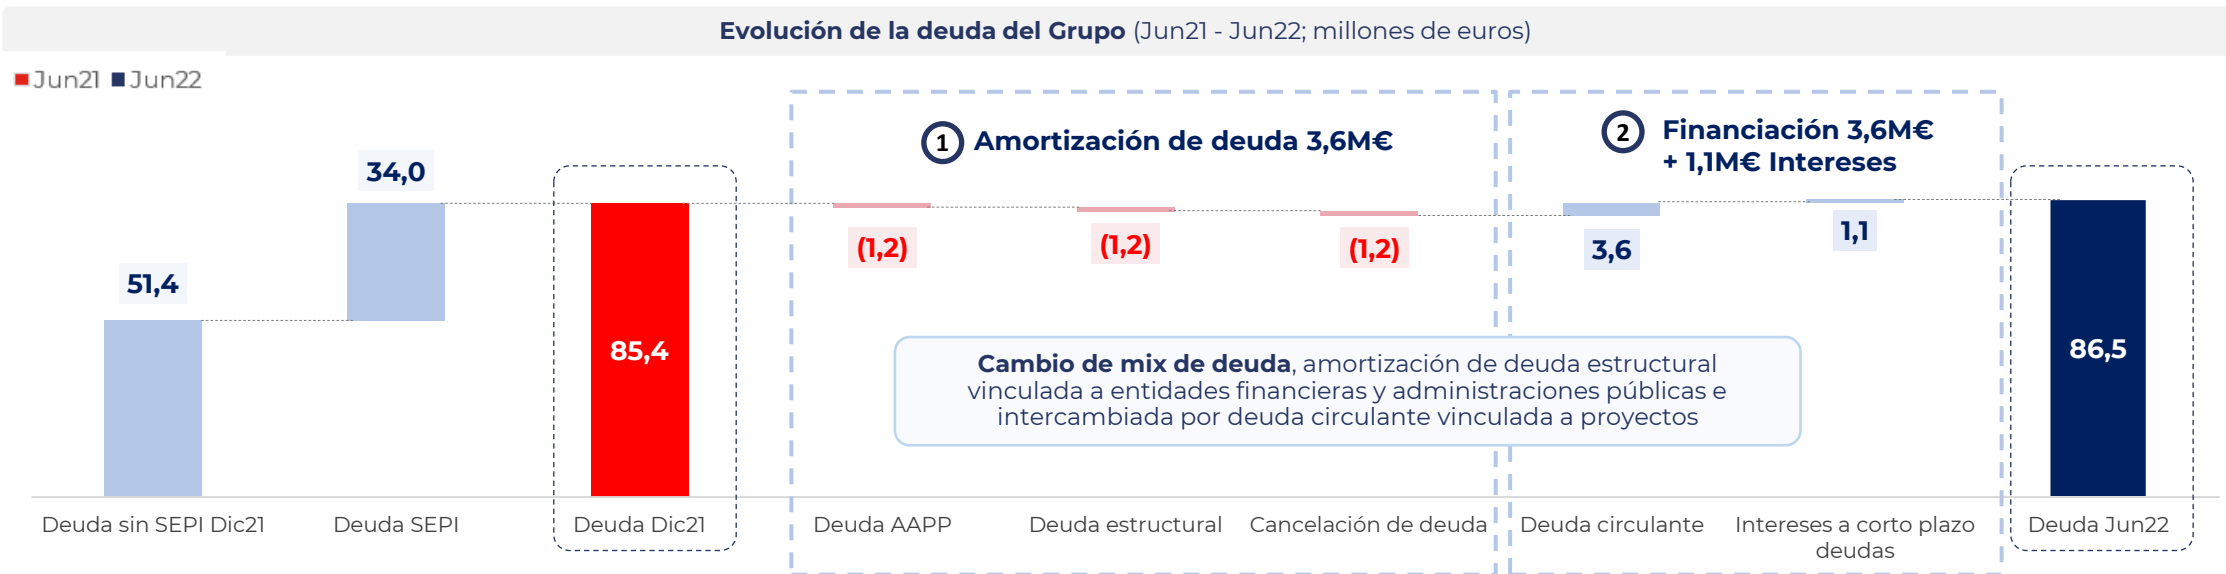 Evolución de la deuda del Grupo (Jun21 - Jun22; millones de euros)
Jun21 Jun22
1 Amortización de deuda 3,6M€
2 Financiación 3,6M€
+ 1,1M€ Intereses
51,4
34,0
85,4
(1,2)
(1,2)
(1,2)
3,6
1,1
86,5
Cambio de mix de deuda, amortización de deuda estructural
vinculada a entidades financieras y administraciones públicas e
intercambiada por deuda circulante vinculada a proyectos
Deuda sin SEPI Dic21
Deuda SEPI
Deuda Dic21
Deuda AAPP
Deuda estructural
Cancelación de deuda
Deuda circulante
Intereses a corto plazo
deudas
Deuda Jun22